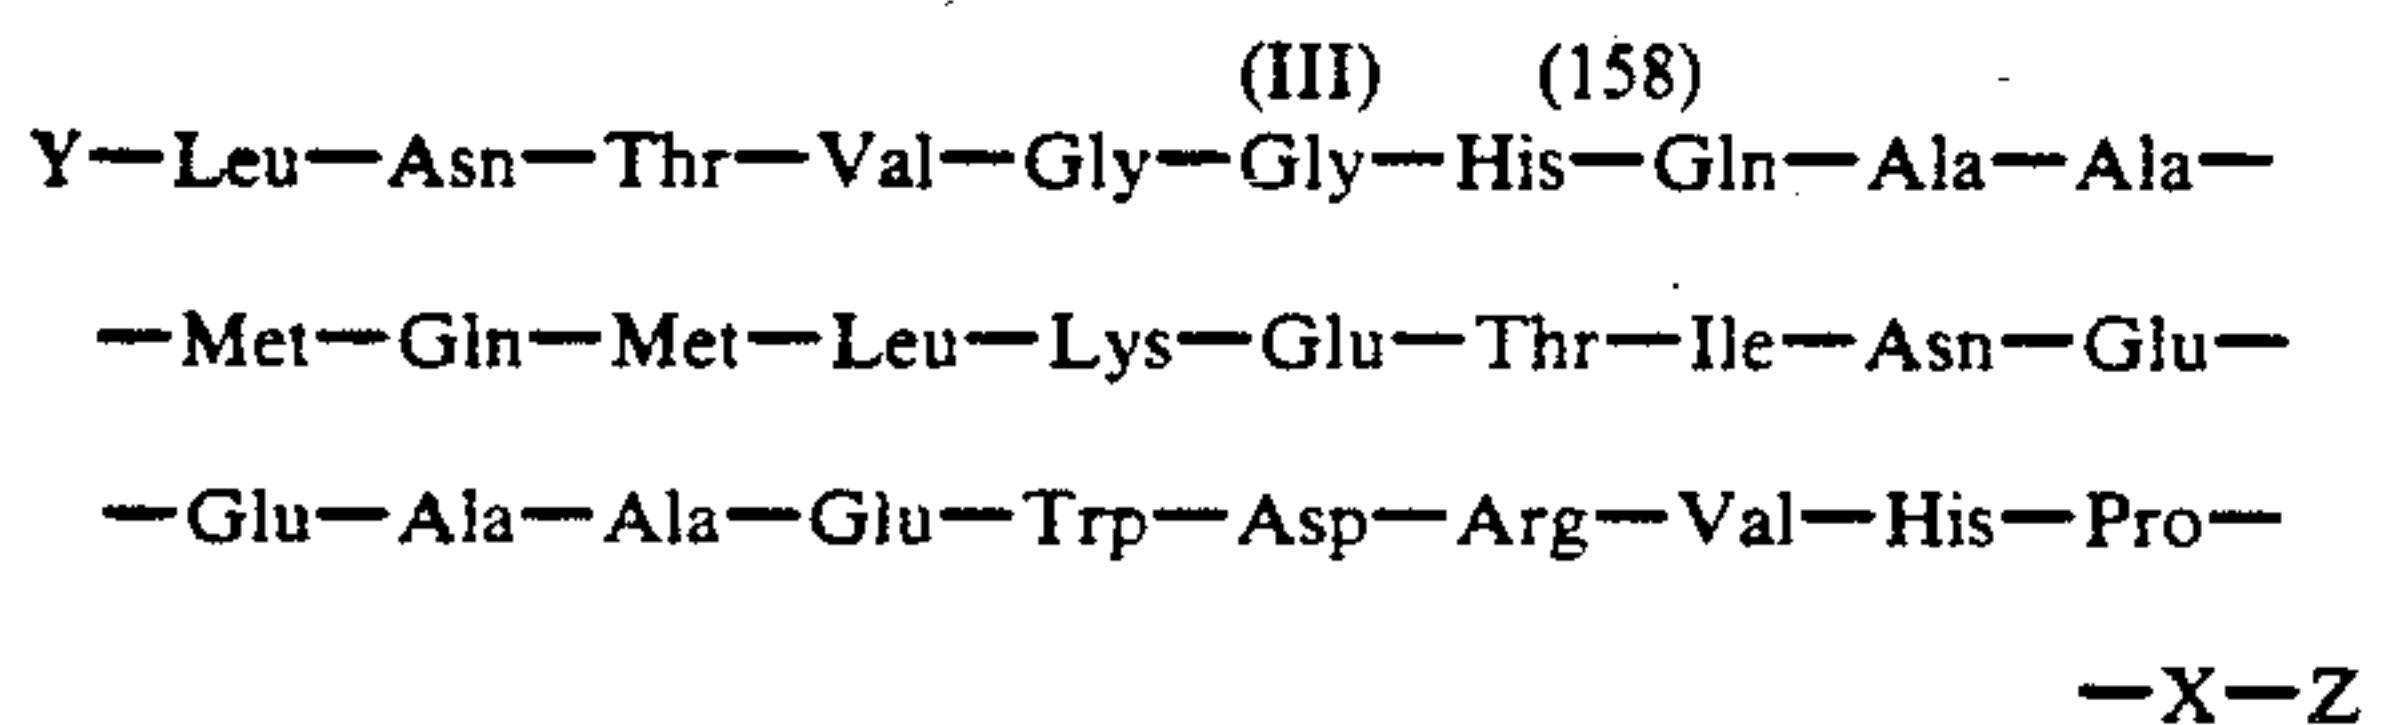 (III) (158)
Y—Leu—Asn—Thr—Val—Gly—Gly—His—Gln—Ala—Ala—
—Met—Gln—Met—Leu—Lys—Glu—Thr—Ile—Asn—Glu—
—Glu—Ala—Ala—Glu—Trp—Asp—Arg—Val—His—Pro—
—X—Z